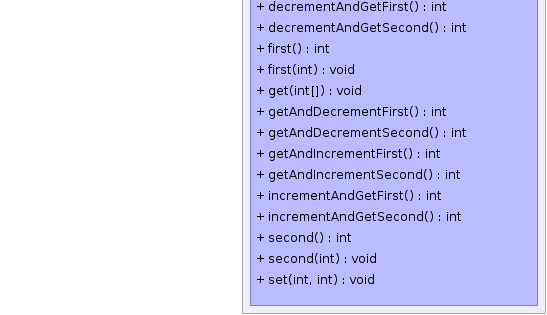 + decrementAndGetFirst() : int
+ decrementAndGetSecond() : int
+ first() : int
+ first(int) : void
+ get(int[]) : void
+ getAndDecrementFirst() : int
+ getAndDecrementSecond() : int
+ getAndIncrementFirst() : int
+ getAndIncrementSecond() : int
+ incrementAndGetFirst() : int
+ incrementAndGetSecond() : int
+ second() : int
+ second(int) : void
+ set(int, int) : void